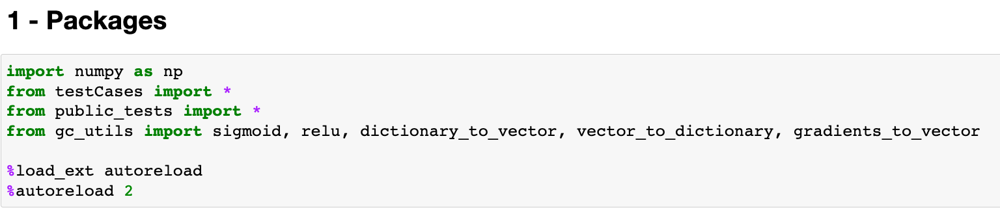 1 - Packages
import numpy as np
from testCases import *
from public_tests import *
from gc_utils import sigmoid, relu, dictionary_to_vector, vector_to_dictionary, gradients_to_vector
%load_ext autoreload
%autoreload 2